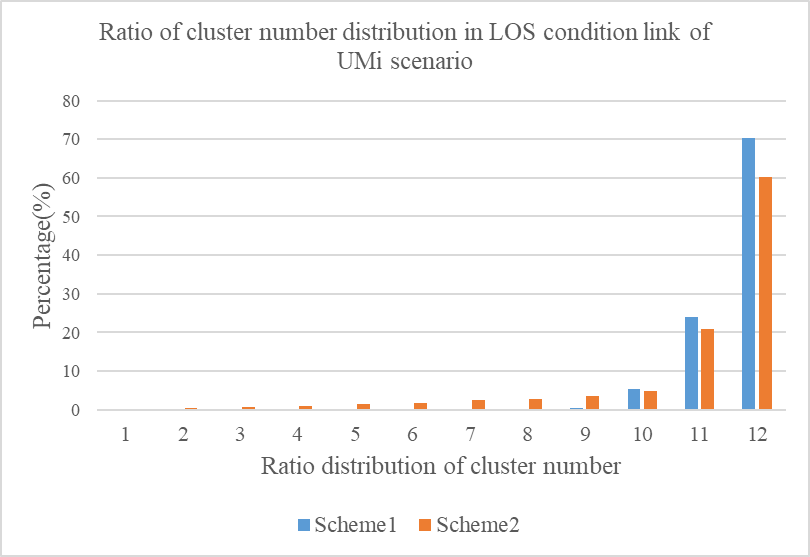 Ratio of cluster number distribution in LOS condition link of
UMi scenario
80
70
60
50
40
30
20
10
0
Percentage(%)
1 2 3 4 5 6 7 8 9 10 11 12
Ratio distribution of cluster number
Scheme1 Scheme2